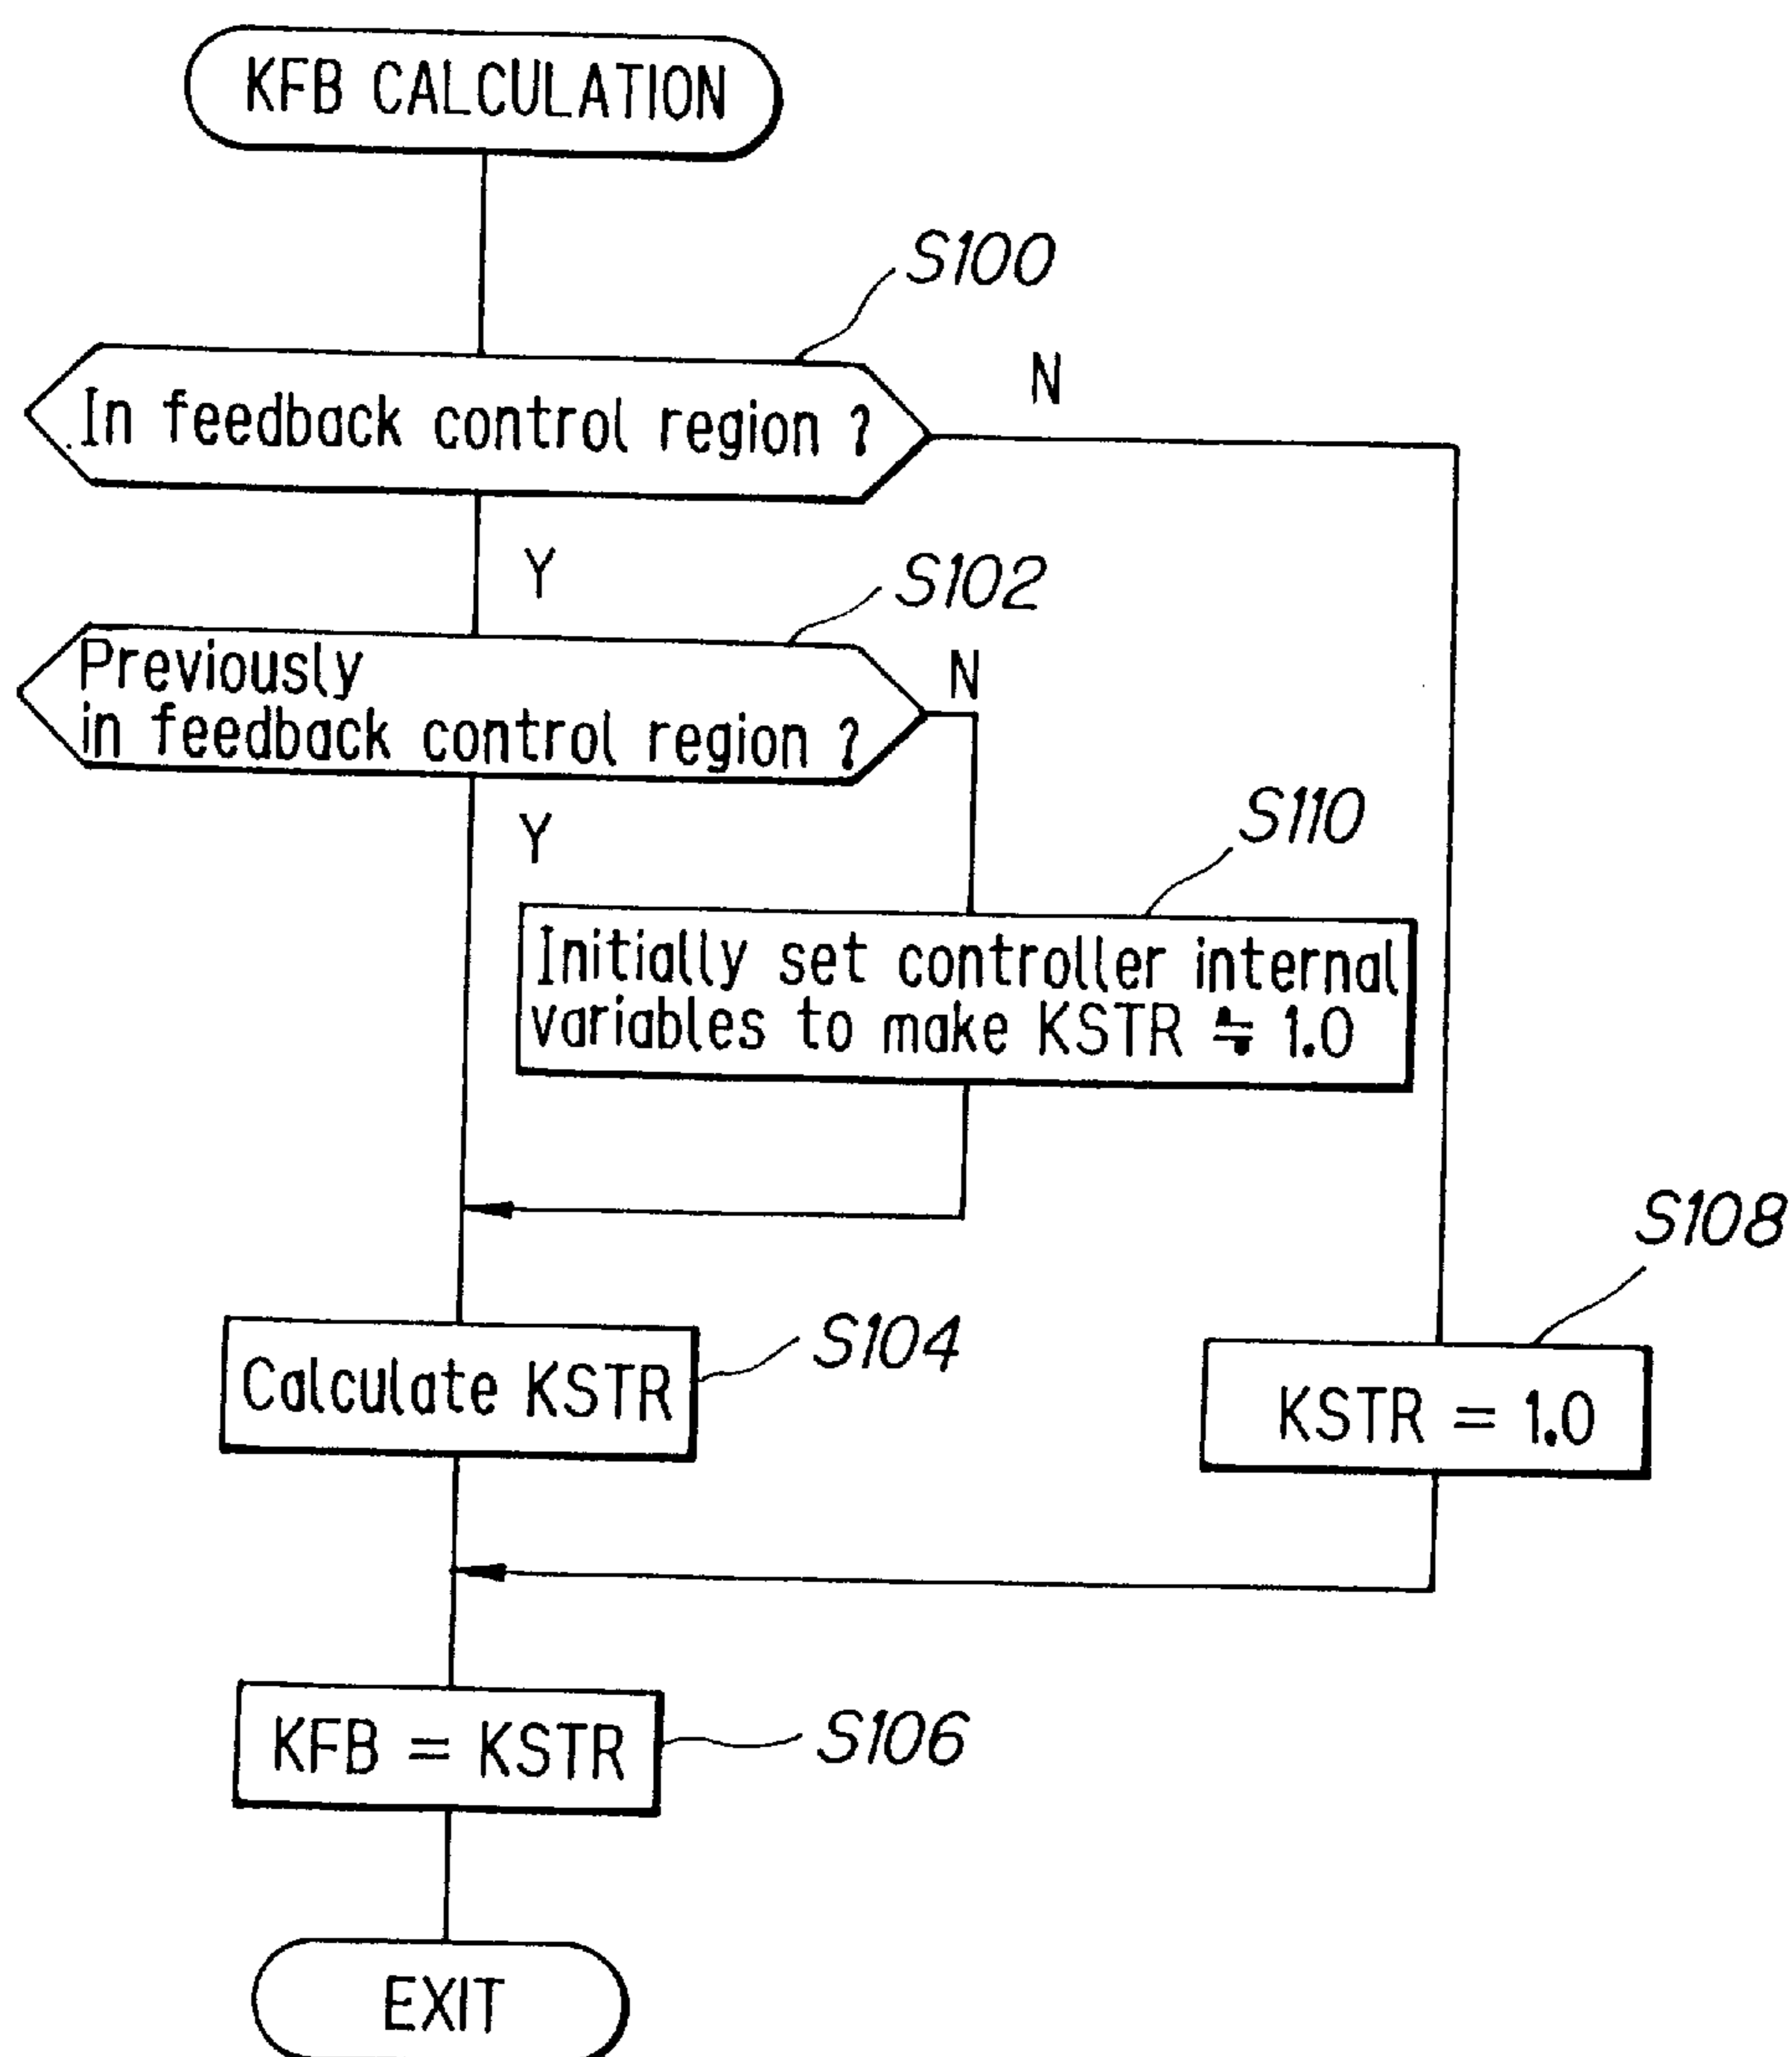 KFB CALCULATION
S100
In feedback control region ?
N
Y
S102
Previously
in feedback control region ?
N
Y
S110
Initially set controller internal
variables to make KSTR ≒ 1.0
S104
Calculate KSTR
S108
KSTR = 1.0
KFB = KSTR
S106
EXIT